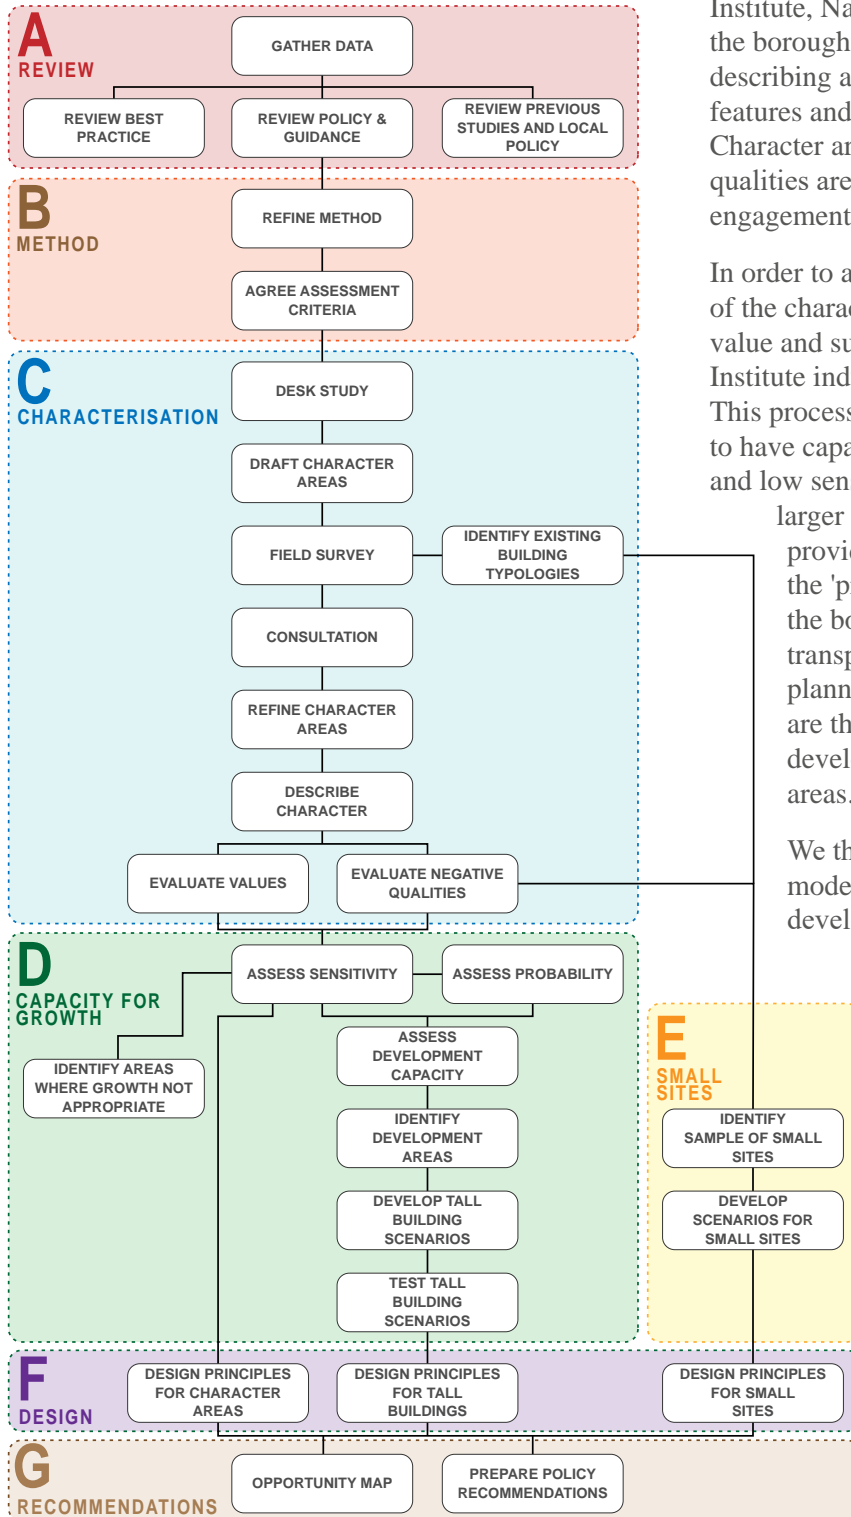 A
REVIEW
GATHER DATA
REVIEW BEST
PRACTICE
REVIEW POLICY &
GUIDANCE
REVIEW PREVIOUS
STUDIES AND LOCAL
POLICY
B
METHOD
REFINE METHOD
AGREE ASSESSMENT
CRITERIA
C
CHARACTERISATION
DESK STUDY
DRAFT CHARACTER
AREAS
FIELD SURVEY
IDENTIFY EXISTING
BUILDING
TYPOLOGIES
CONSULTATION
REFINE CHARACTER
AREAS
DESCRIBE
CHARACTER
EVALUATE VALUES
EVALUATE NEGATIVE
QUALITIES
D
CAPACITY FOR
GROWTH
ASSESS SENSITIVITY
ASSESS PROBABILITY
IDENTIFY AREAS
WHERE GROWTH NOT
APPROPRIATE
ASSESS
DEVELOPMENT
CAPACITY
IDENTIFY
DEVELOPMENT
AREAS
DEVELOP TALL
BUILDING
SCENARIOS
TEST TALL
BUILDING
SCENARIOS
E
SMALL
SITES
IDENTIFY
SAMPLE OF SMALL
SITES
DEVELOP
SCENARIOS FOR
SMALL SITES
F
DESIGN
DESIGN PRINCIPLES
FOR CHARACTER
AREAS
DESIGN PRINCIPLES
FOR TALL
BUILDINGS
DESIGN PRINCIPLES
FOR SMALL
SITES
G
RECOMMENDATIONS
OPPORTUNITY MAP
PREPARE POLICY
RECOMMENDATIONS
Institute, Na
the borough
describing a
features and
Character ar
qualities are
engagement
In order to a
of the charac
value and su
Institute ind
This process
to have capa
and low sen
larger
provid
the 'p
the bo
transp
plann
are th
devel
areas.
We th
mode
devel